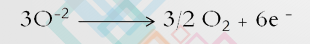 3O⁻² ⟶ 3/2 O₂ + 6e ⁻